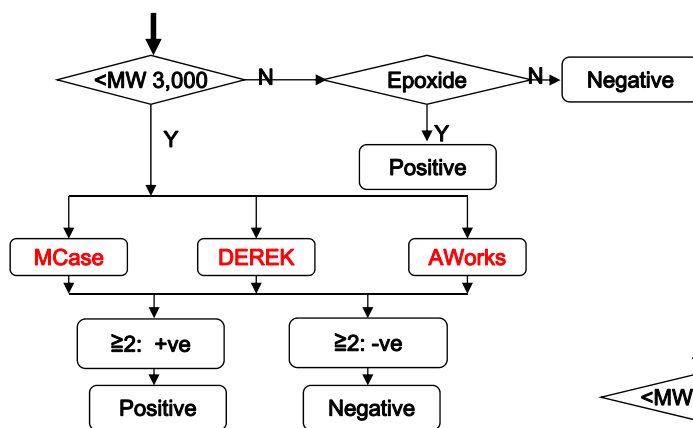 <MW 3,000
N
Epoxide
N
Negative
Y
Y
Positive
MCase
DEREK
AWorks
≧2: +ve
≧2: -ve
Positive
Negative
<MW